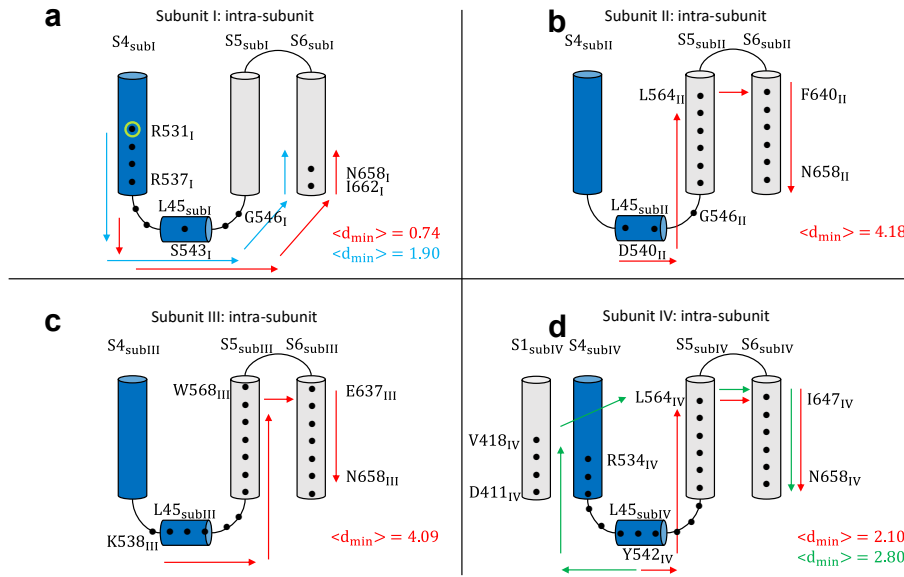 a
Subunit I: intra-subunit
S4subI
S5subI
S6subI
R531I
R537I
N658I
I662I
L45subI
G546I
S543I
<dmin> = 0.74
<dmin> = 1.90
b
Subunit II: intra-subunit
S4subII
S5subII
S6subII
L564II
F640II
N658II
L45subII
G546II
D540II
<dmin> = 4.18
c
Subunit III: intra-subunit
S4subIII
S5subIII
S6subIII
W568III
E637III
N658III
L45subIII
K538III
<dmin> = 4.09
d
Subunit IV: intra-subunit
S1subIV
S4subIV
S5subIV
S6subIV
L564IV
I647IV
V418IV
R534IV
D411IV
N658IV
L45subIV
Y542IV
<dmin> = 2.10
<dmin> = 2.80